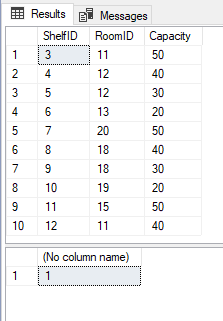 Results Messages
ShelfID RoomID Capacity
1 3 11 50
2 4 12 40
3 5 12 30
4 6 13 20
5 7 20 50
6 8 18 40
7 9 18 30
8 10 19 20
9 11 15 50
10 12 11 40
(No column name)
1 1